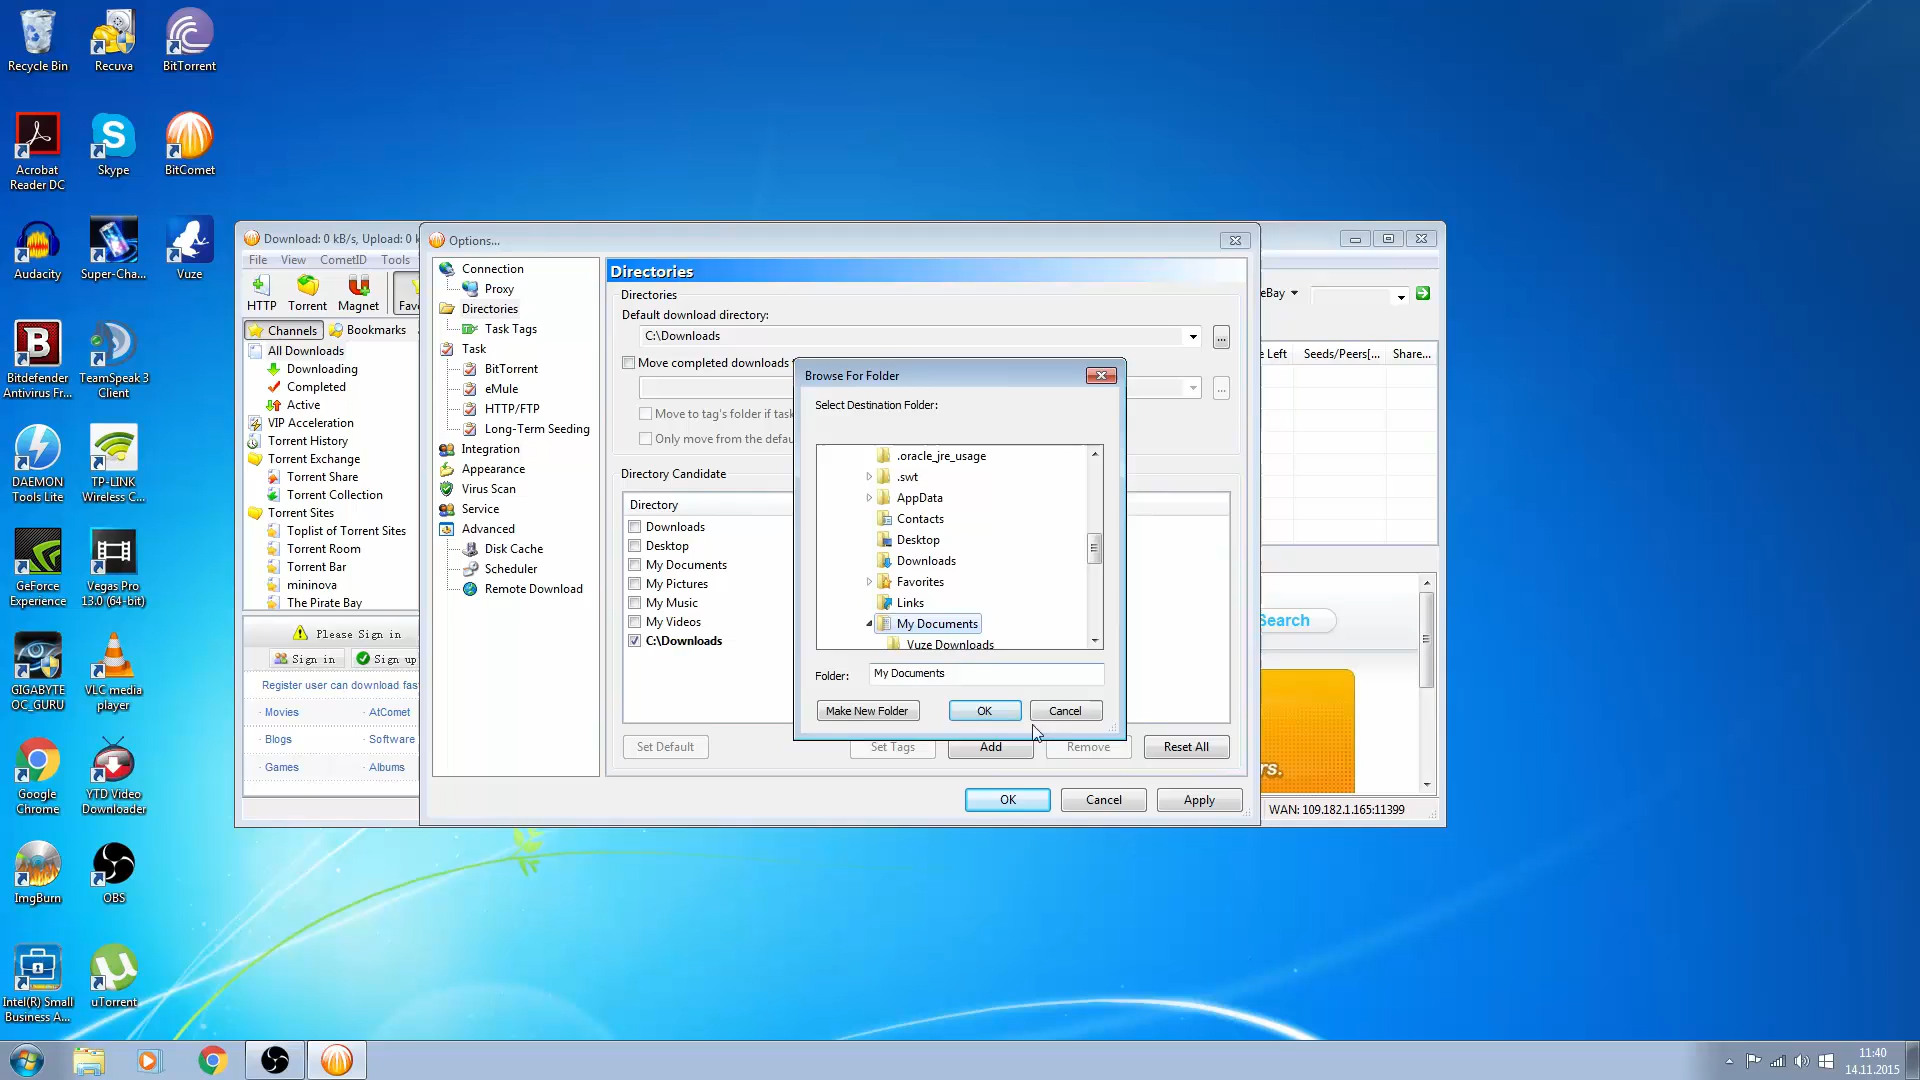 Recycle Bin
Recuva
BitTorrent
Acrobat
Reader DC
Skype
BitComet
Audacity
Super-Cha...
Vuze
Bitdefender
Antivirus Fr...
TeamSpeak 3
Client
DAEMON
Tools Lite
TP-LINK
Wireless C...
GeForce
Experience
Vegas Pro
13.0 (64-bit)
GIGABYTE
OC_GURU
VLC media
player
Google
Chrome
YTD Video
Downloader
ImgBurn
OBS
Intel(R) Small
Business A...
uTorrent
Download: 0 kB/s, Upload: 0 k
File View CometID Tools
HTTP Torrent Magnet Favo
Channels Bookmarks
All Downloads
Downloading
Completed
Active
VIP Acceleration
Torrent History
Torrent Exchange
Torrent Share
Torrent Collection
Torrent Sites
Toplist of Torrent Sites
Torrent Room
Torrent Bar
mininova
The Pirate Bay
Please Sign in
Sign in Sign up
Register user can download fas
· Movies · AtComet
· Blogs · Software
· Games · Albums
Options...
Connection
Proxy
Directories
Task Tags
Task
BitTorrent
eMule
HTTP/FTP
Long-Term Seeding
Integration
Appearance
Virus Scan
Service
Advanced
Disk Cache
Scheduler
Remote Download
Directories
Directories
Default download directory:
C:\Downloads
...
Move completed downloads t
...
Move to tag's folder if task
Only move from the defau
Directory Candidate
Directory
Downloads
Desktop
My Documents
My Pictures
My Music
My Videos
C:\Downloads
Set Default Set Tags Add Remove Reset All
OK Cancel Apply
Browse For Folder
Select Destination Folder:
.oracle_jre_usage
.swt
AppData
Contacts
Desktop
Downloads
Favorites
Links
My Documents
Vuze Downloads
Folder: My Documents
Make New Folder OK Cancel
eBay
e Left Seeds/Peers[... Share...
Search
rs.
WAN: 109.182.1.165:11399
11:40
14.11.2015